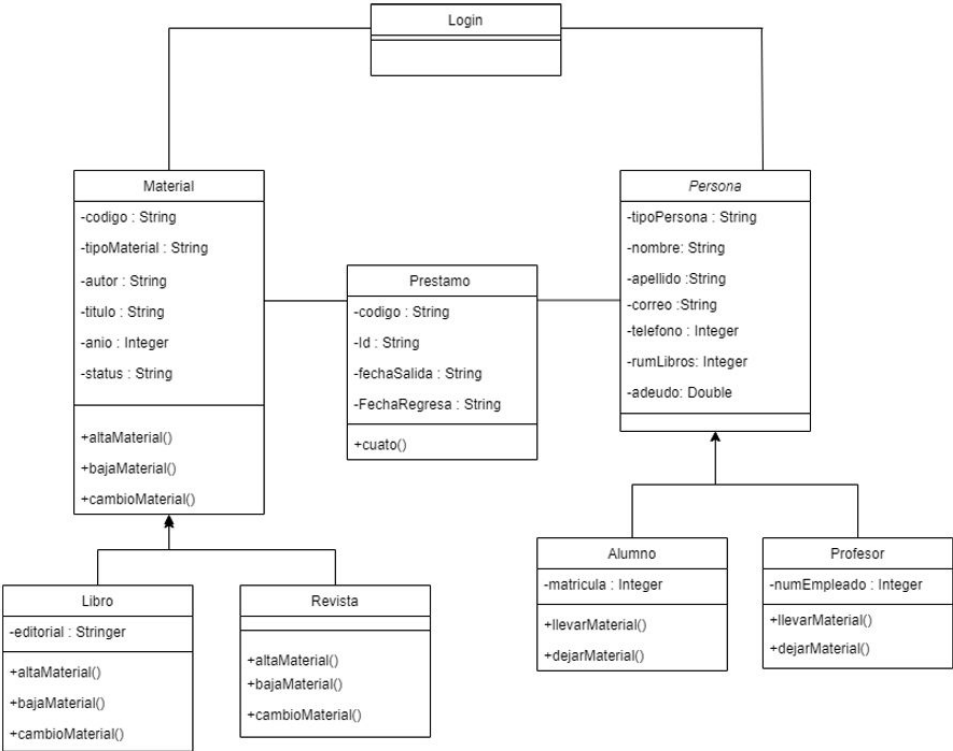 Login
Material
-codigo : String
-tipoMaterial : String
-autor : String
-titulo : String
-anio : Integer
-status : String
+altaMaterial()
+bajaMaterial()
+cambioMaterial()
Prestamo
-codigo : String
-Id : String
-fechaSalida : String
-FechaRegresa : String
+cuato()
Persona
-tipoPersona : String
-nombre: String
-apellido :String
-correo :String
-telefono : Integer
-rumLibros: Integer
-adeudo: Double
Libro
-editorial : Stringer
+altaMaterial()
+bajaMaterial()
+cambioMaterial()
Revista
+altaMaterial()
+bajaMaterial()
+cambioMaterial()
Alumno
-matricula : Integer
+llevarMaterial()
+dejarMaterial()
Profesor
-numEmpleado : Integer
+llevarMaterial()
+dejarMaterial()